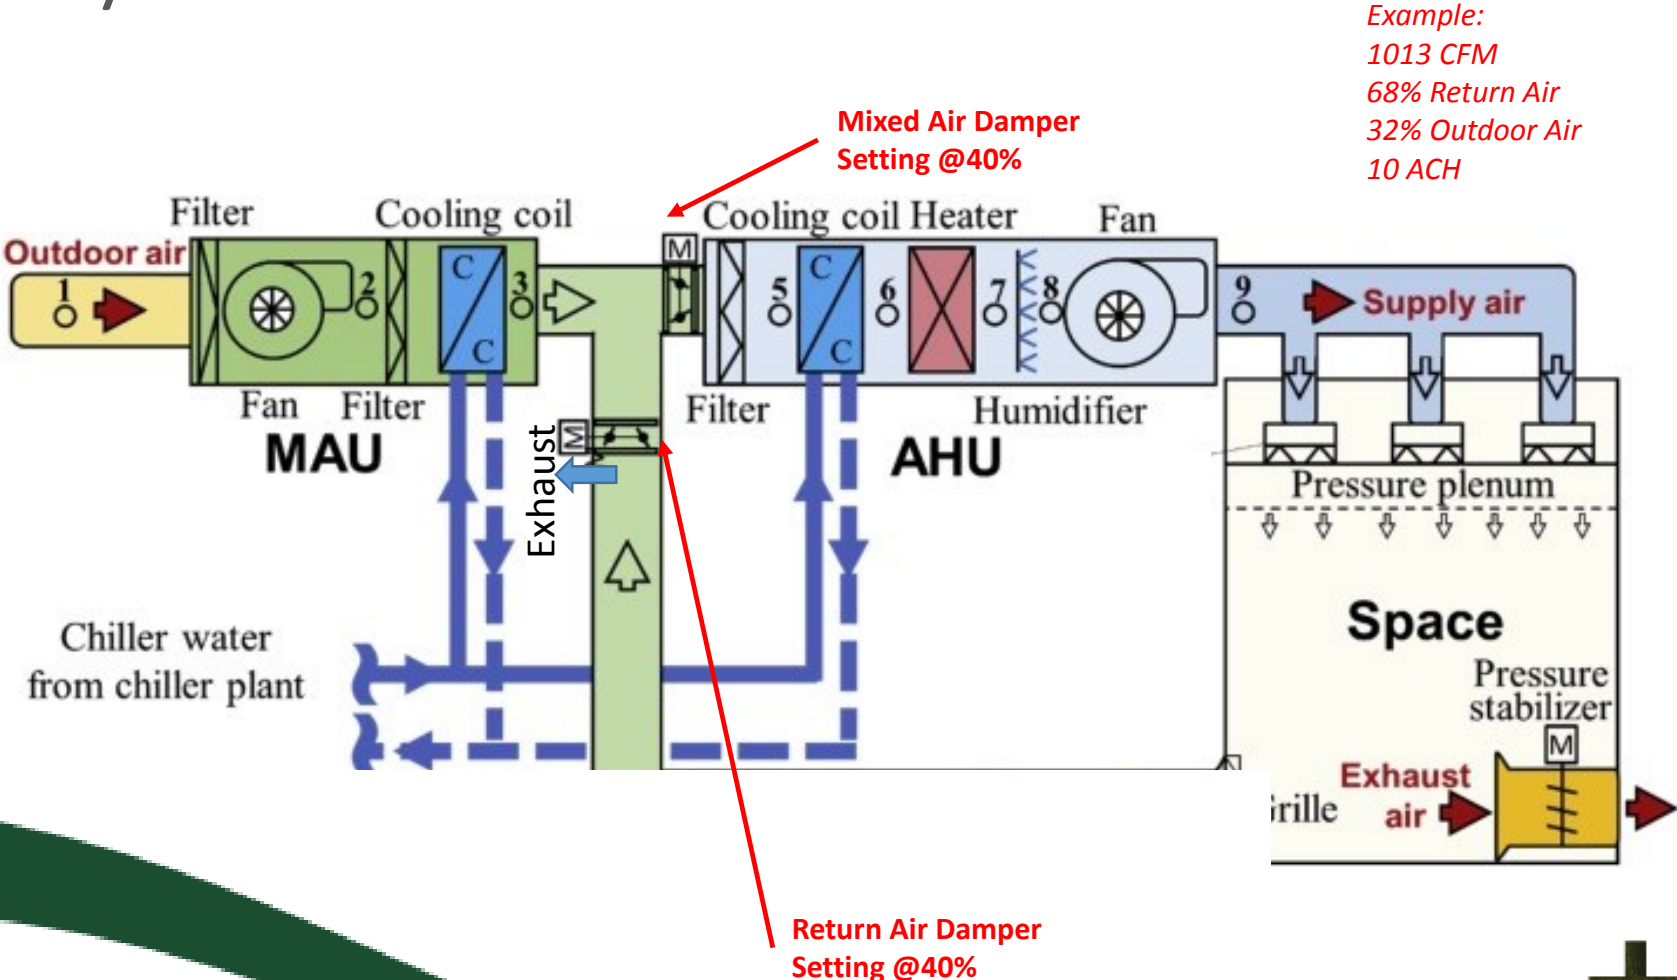 Example:
1013 CFM
68% Return Air
32% Outdoor Air
10 ACH
Mixed Air Damper
Setting @40%
Filter
Cooling coil
M
Cooling coil
Heater
Fan
Outdoor air
1
2
C
C
3
5
C
C
6
7
8
9
Supply air
Fan
Filter
MAU
Exhaust
M
Filter
Humidifier
AHU
Pressure plenum
Space
Chiller water
from chiller plant
Pressure
stabilizer
M
Exhaust
air
Return Air Damper
Setting @40%